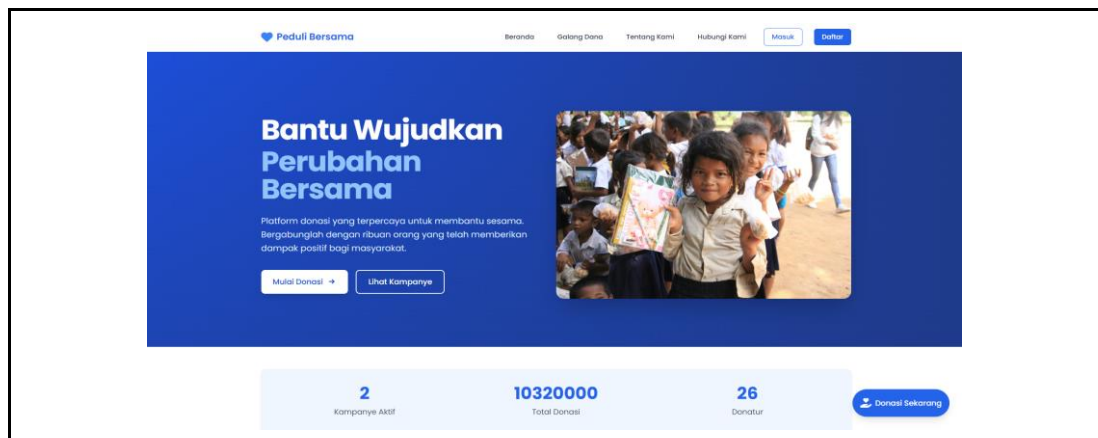 Peduli Bersama
Beranda Galang Dana Tentang Kami Hubungi Kami Masuk Daftar
Bantu Wujudkan
Perubahan
Bersama
Platform donasi yang terpercaya untuk membantu sesama.
Bergabunglah dengan ribuan orang yang telah memberikan
dampak positif bagi masyarakat.
Mulai Donasi → Lihat Kampanye
2 10320000 26
Kampanye Aktif Total Donasi Donatur
Donasi Sekarang